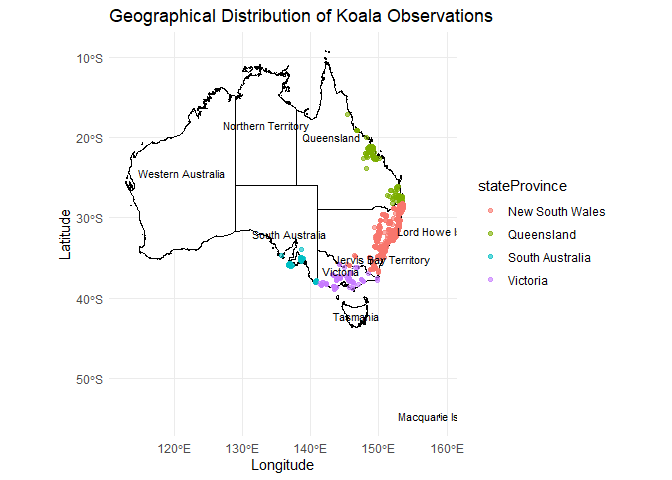 Geographical Distribution of Koala Observations
10°S
20°S
30°S
40°S
50°S
Latitude
Northern Territory
Queensland
Western Australia
South Australia
Lord Howe Is
Jervis Bay Territory
Victoria
Tasmania
Macquarie Is
120°E
130°E
140°E
150°E
160°E
Longitude
stateProvince
New South Wales
Queensland
South Australia
Victoria